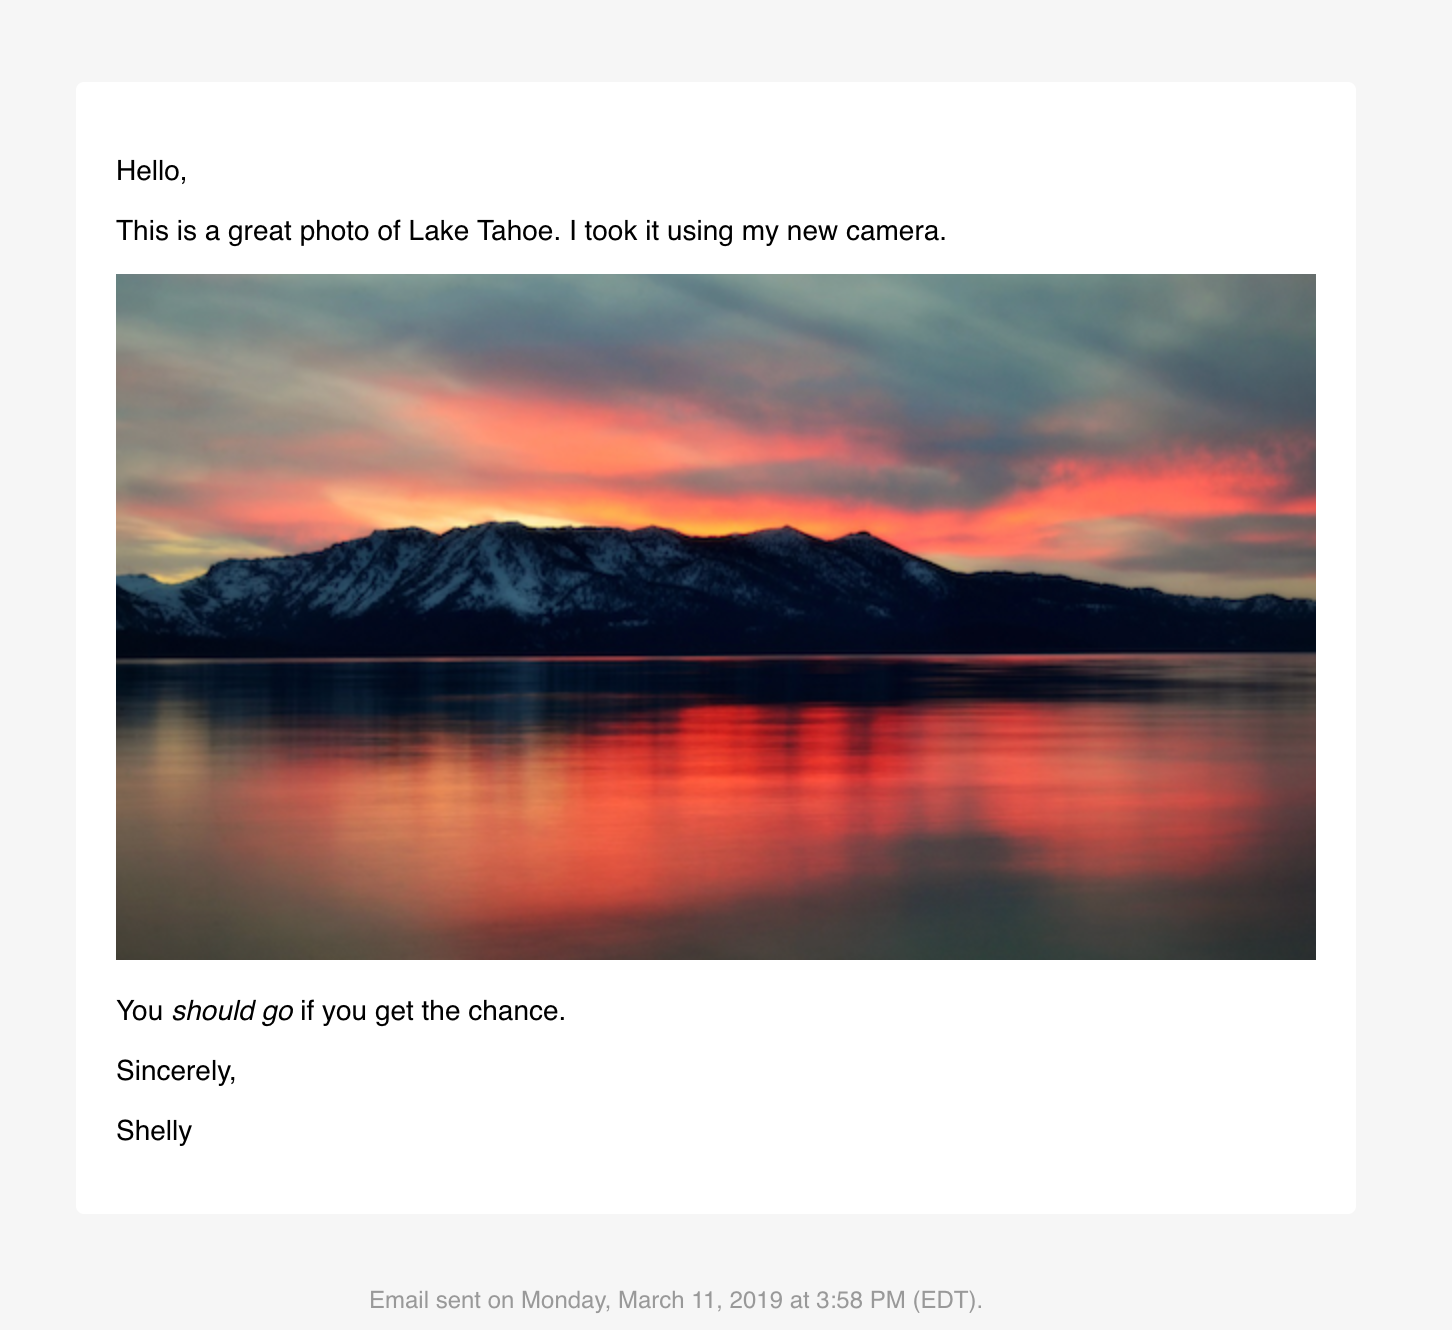 Hello,
This is a great photo of Lake Tahoe. I took it using my new camera.
You should go if you get the chance.
Sincerely,
Shelly
Email sent on Monday, March 11, 2019 at 3:58 PM (EDT).